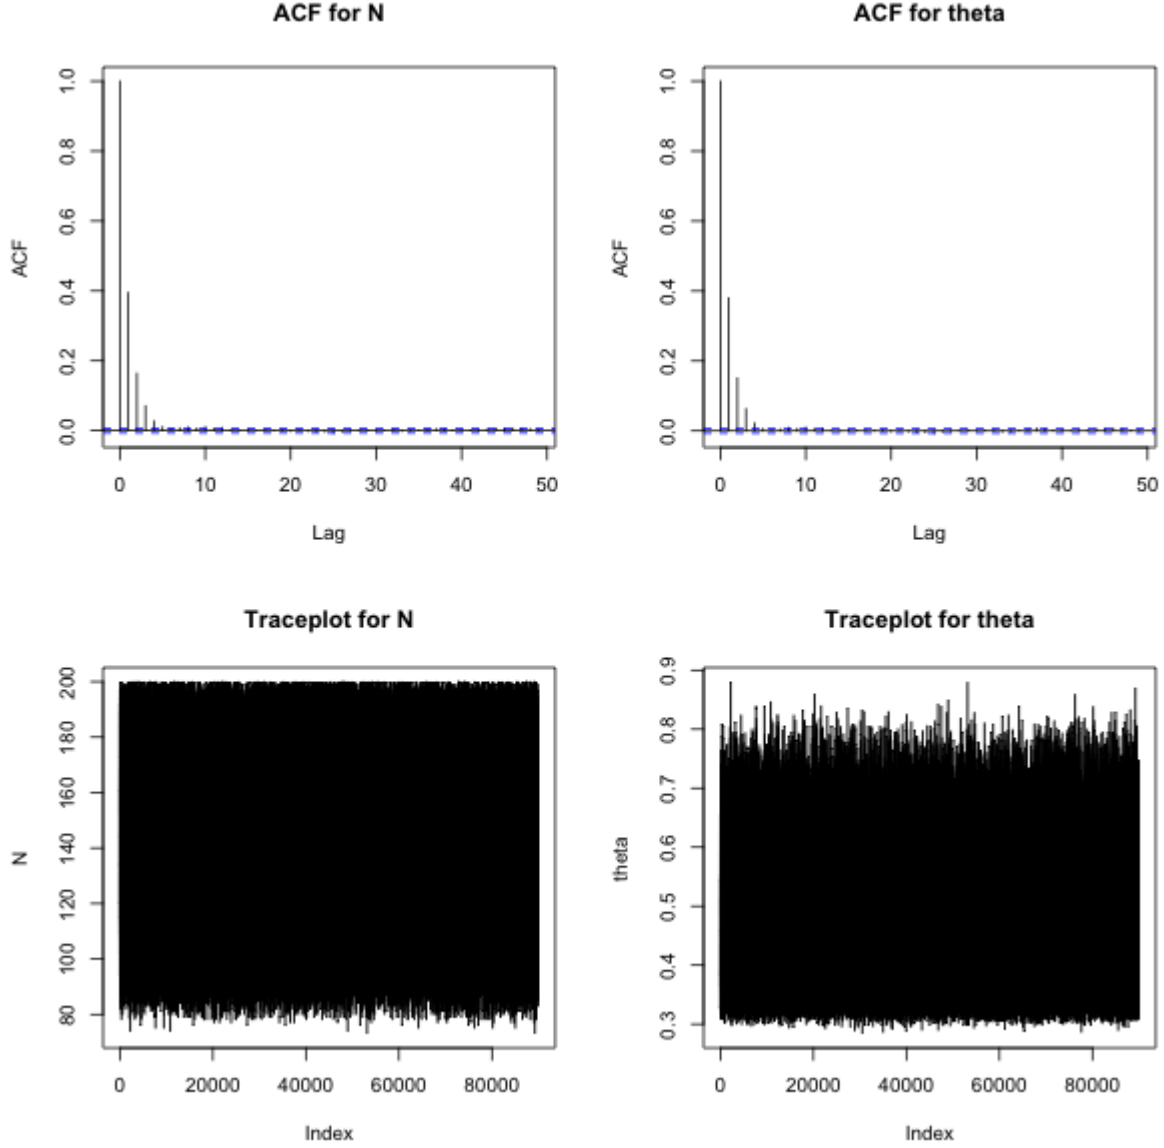 ACF for N
ACF
1.0
0.8
0.6
0.4
0.2
0.0
0 10 20 30 40 50
Lag
ACF for theta
ACF
1.0
0.8
0.6
0.4
0.2
0.0
0 10 20 30 40 50
Lag
Traceplot for N
N
200
180
160
140
120
100
80
0 20000 40000 60000 80000
Index
Traceplot for theta
theta
0.9
0.8
0.7
0.6
0.5
0.4
0.3
0 20000 40000 60000 80000
Index